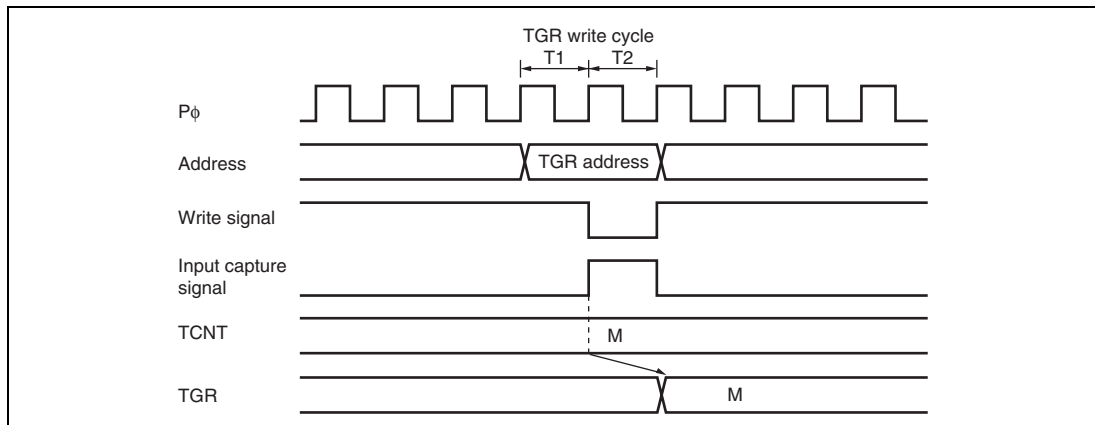 TGR write cycle
T1 T2
Pϕ
Address TGR address
Write signal
Input capture
signal
TCNT M
TGR M